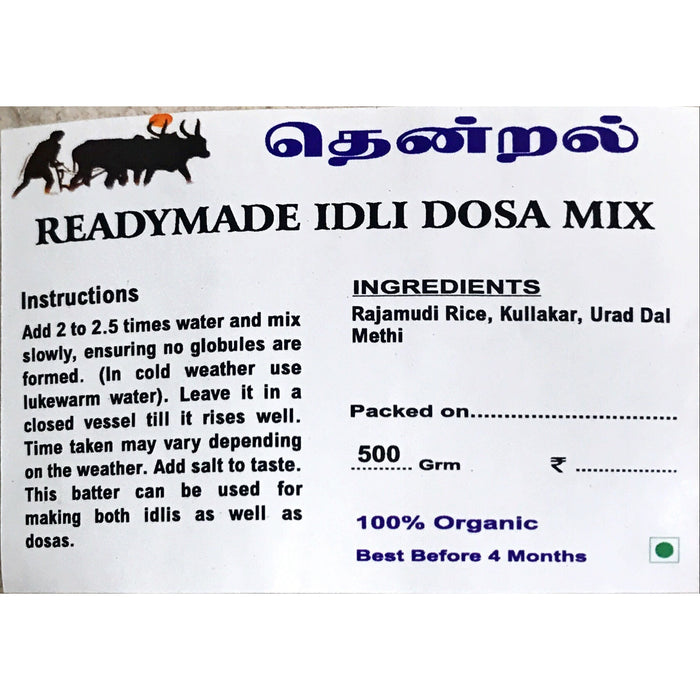 தென்றல்
READYMADE IDLI DOSA MIX
Instructions
Add 2 to 2.5 times water and mix
slowly, ensuring no globules are
formed. (In cold weather use
lukewarm water). Leave it in a
closed vessel till it rises well.
Time taken may vary depending
on the weather. Add salt to taste.
This batter can be used for
making both idlis as well as
dosas.
INGREDIENTS
Rajamudi Rice, Kullakar, Urad Dal
Methi
Packed on..............................
500 Grm ₹ ...............
100% Organic
Best Before 4 Months